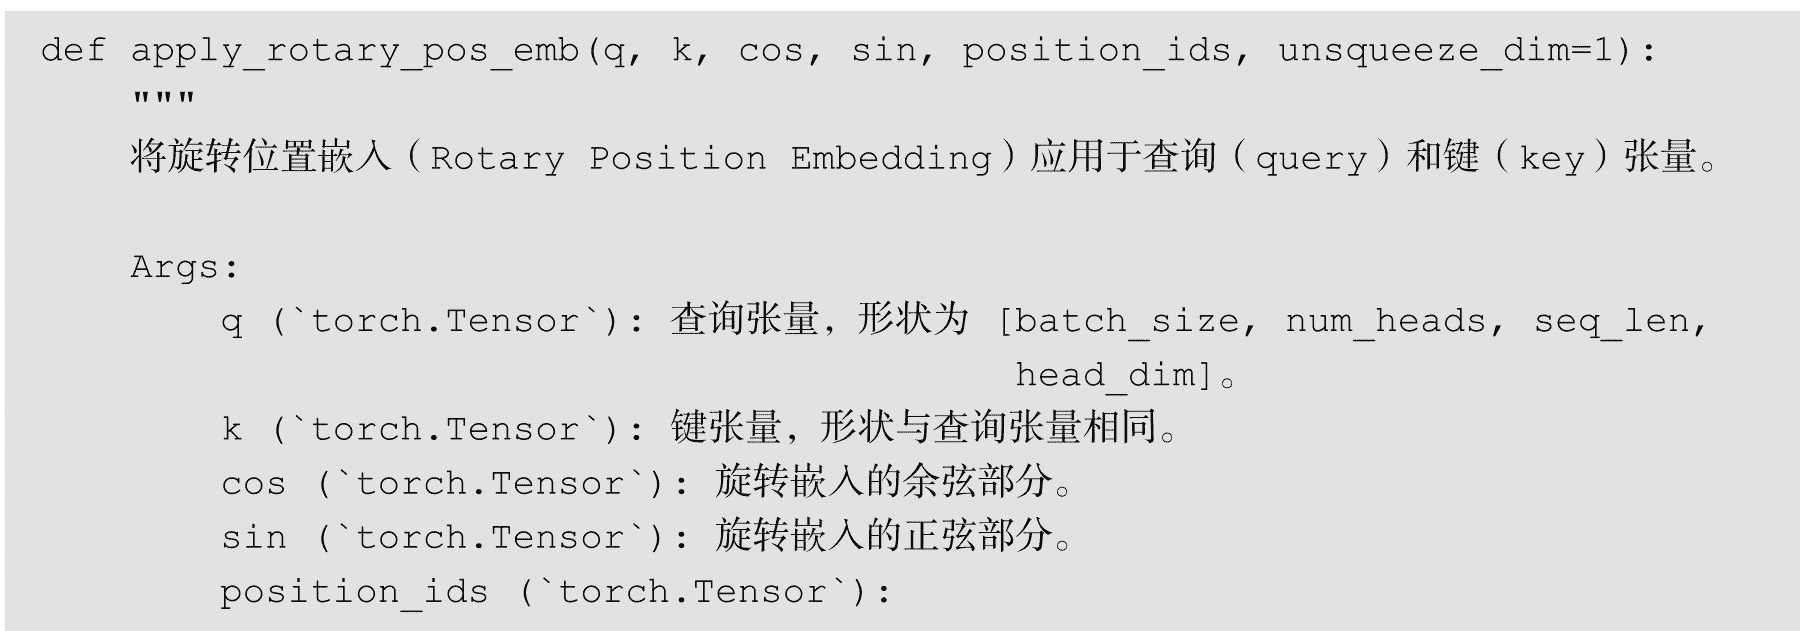 def apply_rotary_pos_emb(q, k, cos, sin, position_ids, unsqueeze_dim=1):
    """
    将旋转位置嵌入（Rotary Position Embedding）应用于查询（query）和键（key）张量。

    Args:
        q (`torch.Tensor`): 查询张量，形状为 [batch_size, num_heads, seq_len,
                                           head_dim]。
        k (`torch.Tensor`): 键张量，形状与查询张量相同。
        cos (`torch.Tensor`): 旋转嵌入的余弦部分。
        sin (`torch.Tensor`): 旋转嵌入的正弦部分。
        position_ids (`torch.Tensor`):